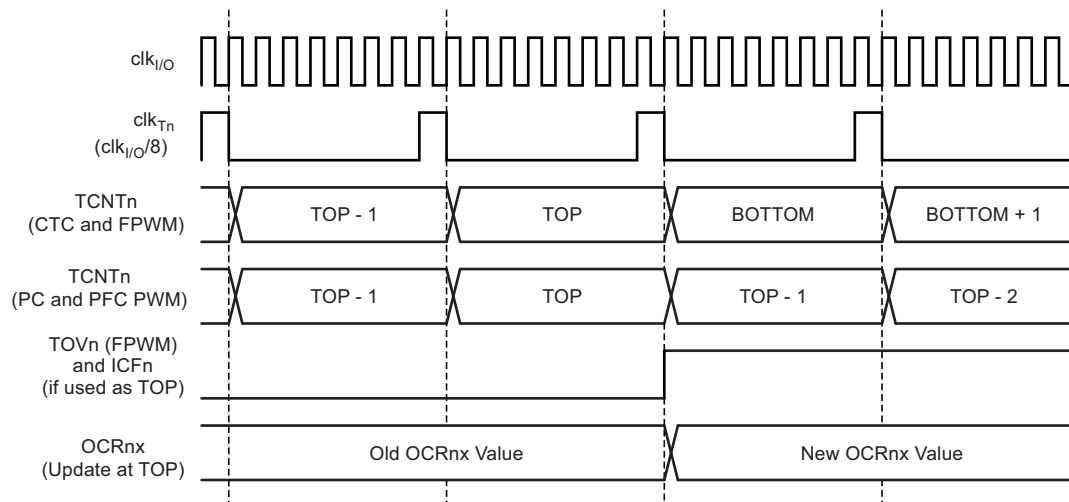 clkI/O
clkTn
(clkI/O/8)
TCNTn
(CTC and FPWM)
TOP - 1
TOP
BOTTOM
BOTTOM + 1
TCNTn
(PC and PFC PWM)
TOP - 1
TOP
TOP - 1
TOP - 2
TOVn (FPWM)
and ICFn
(if used as TOP)
OCRnx
(Update at TOP)
Old OCRnx Value
New OCRnx Value